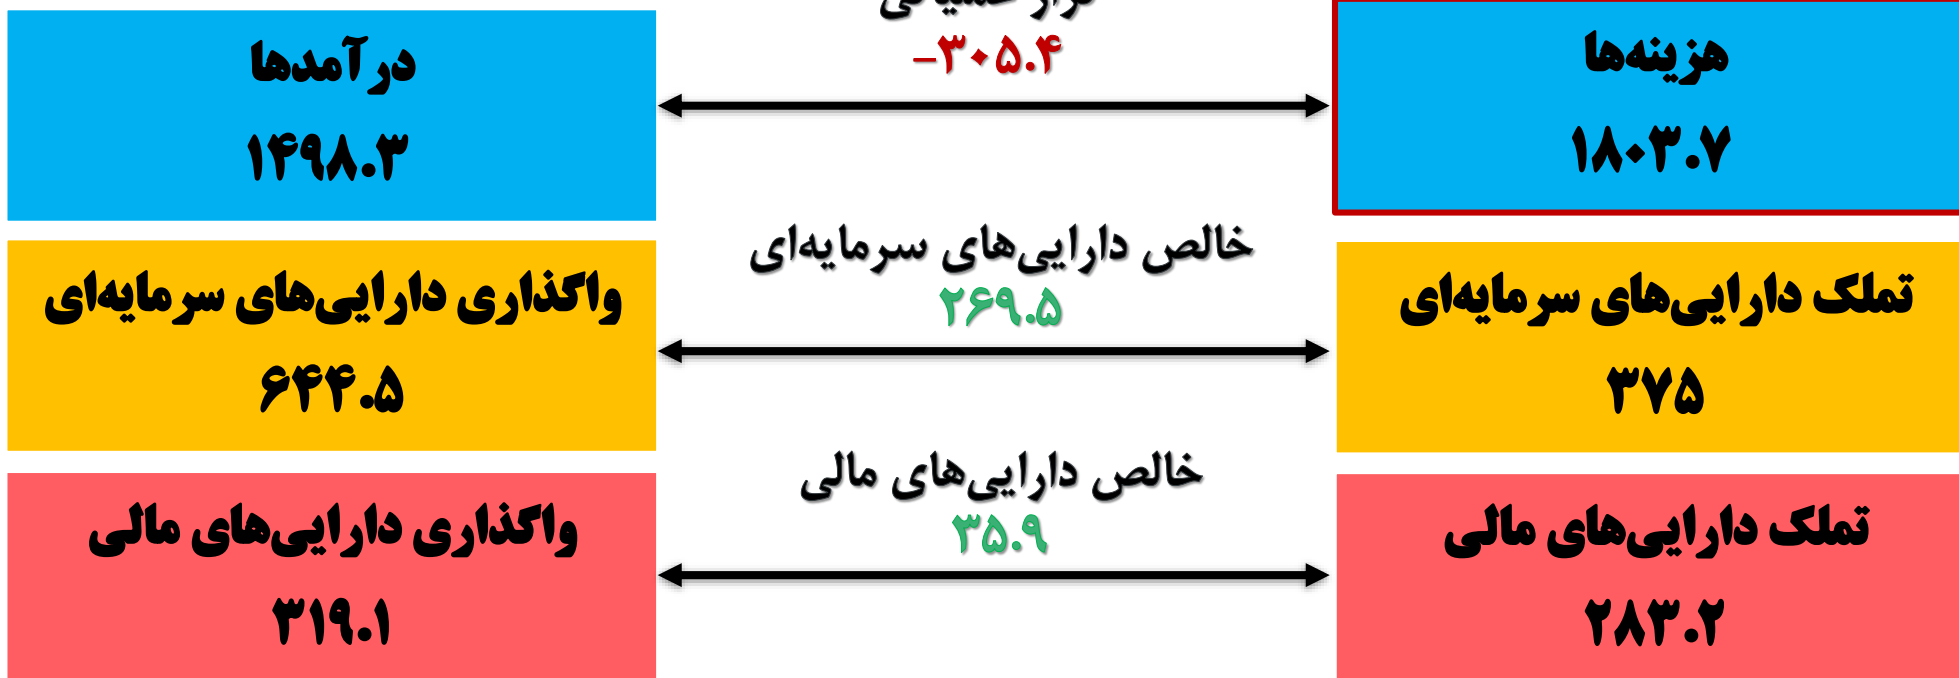 هزینه‌ها
۱۸۰۳.۷
-۳۰۵.۴
درآمدها
۱۴۹۸.۳
تملک دارایی‌های سرمایه‌ای
۳۷۵
خالص دارایی‌های سرمایه‌ای
۲۶۹.۵
واگذاری دارایی‌های سرمایه‌ای
۶۴۴.۵
تملک دارایی‌های مالی
۲۸۳.۲
خالص دارایی‌های مالی
۳۵.۹
واگذاری دارایی‌های مالی
۳۱۹.۱